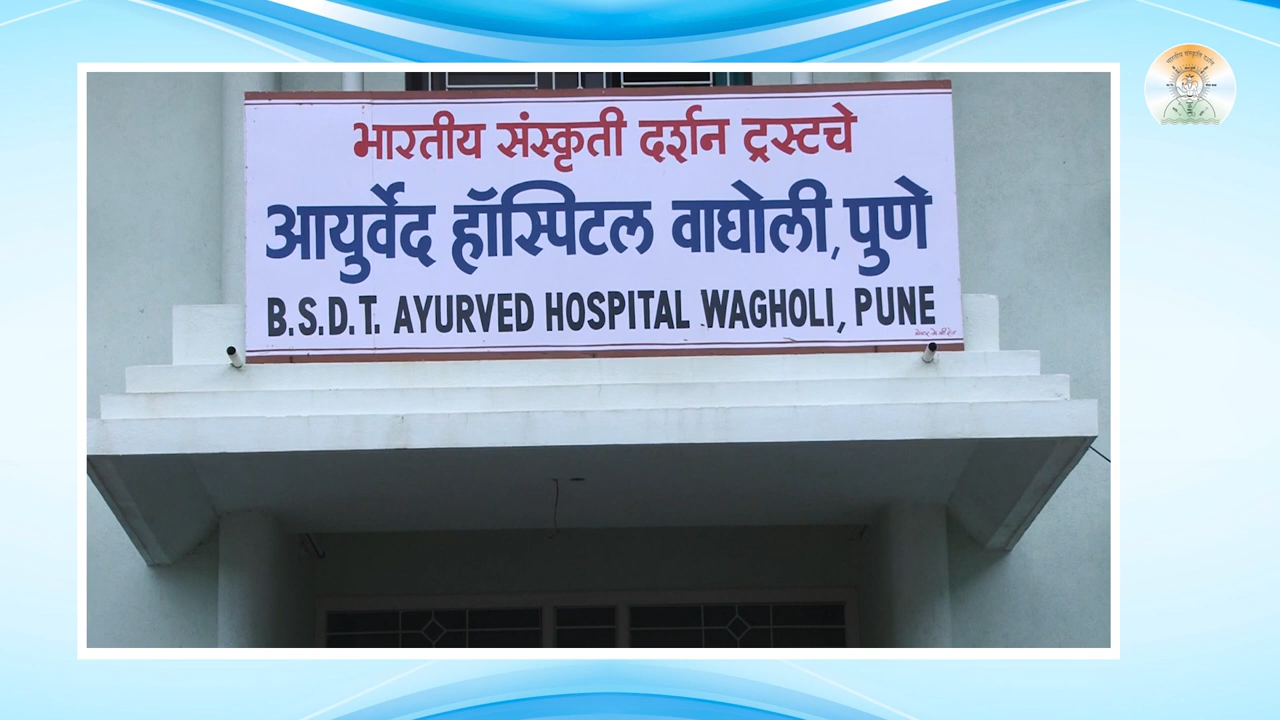 भारतीय संस्कृती दर्शन ट्रस्टचे
आयुर्वेद हॉस्पिटल वाघोली, पुणे
B.S.D.T. AYURVED HOSPITAL WAGHOLI, PUNE